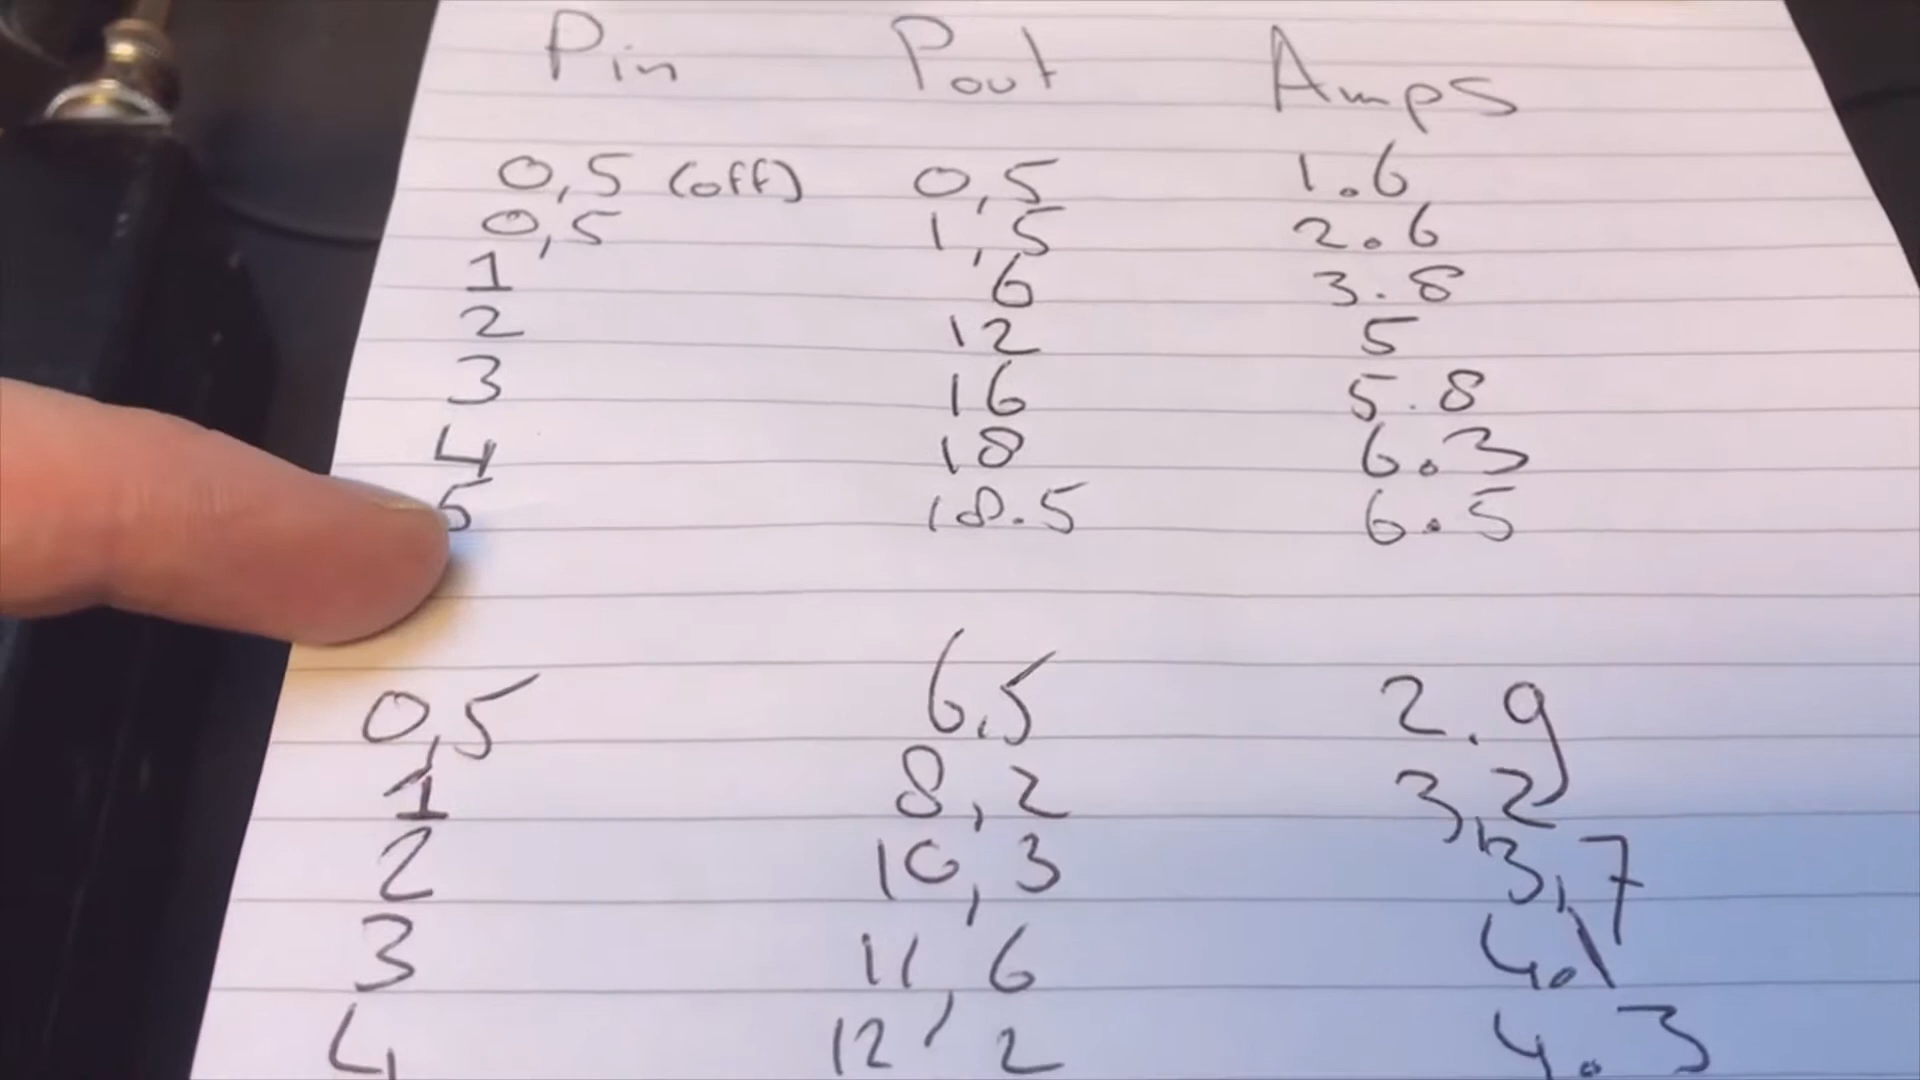 Pin Pout Amps
0,5 (off) 0,5 1.6
0,5 1,5 2.6
1 6 3.8
2 12 5
3 16 5.8
4 18 6.3
5 18.5 6.5
0,5 6,5 2.9
1 8,2 3,2
2 10,3 3,7
3 11,6 4.1
4 12,2 4.3